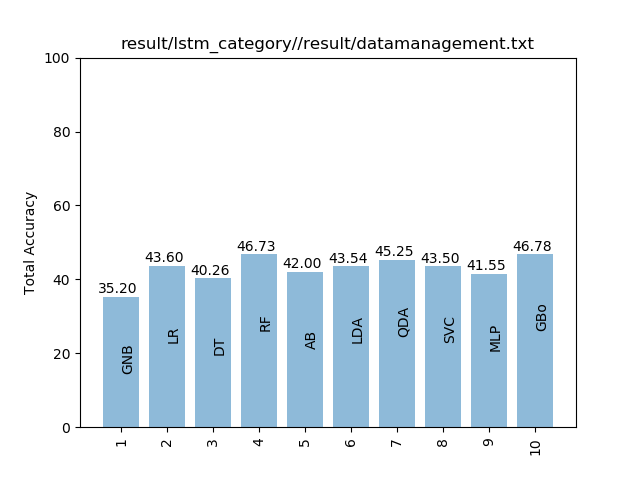 result/lstm_category//result/datamanagement.txt
Total Accuracy
100
80
60
40
20
0
35.20
43.60
40.26
46.73
42.00
43.54
45.25
43.50
41.55
46.78
GNB
LR
DT
RF
AB
LDA
QDA
SVC
MLP
GBo
1
2
3
4
5
6
7
8
9
10